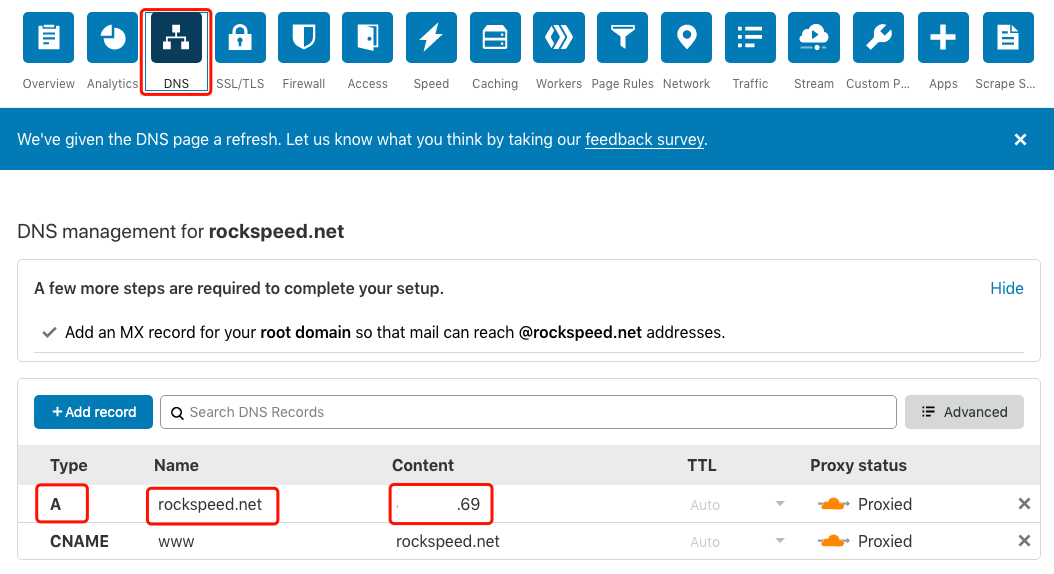 Overview Analytics DNS SSL/TLS Firewall Access Speed Caching Workers Page Rules Network Traffic Stream Custom P... Apps Scrape S...
We've given the DNS page a refresh. Let us know what you think by taking our feedback survey.
DNS management for rockspeed.net
A few more steps are required to complete your setup. Hide
Add an MX record for your root domain so that mail can reach @rockspeed.net addresses.
+ Add record Search DNS Records Advanced
Type Name Content TTL Proxy status
A rockspeed.net .69 Auto Proxied
CNAME www rockspeed.net Auto Proxied